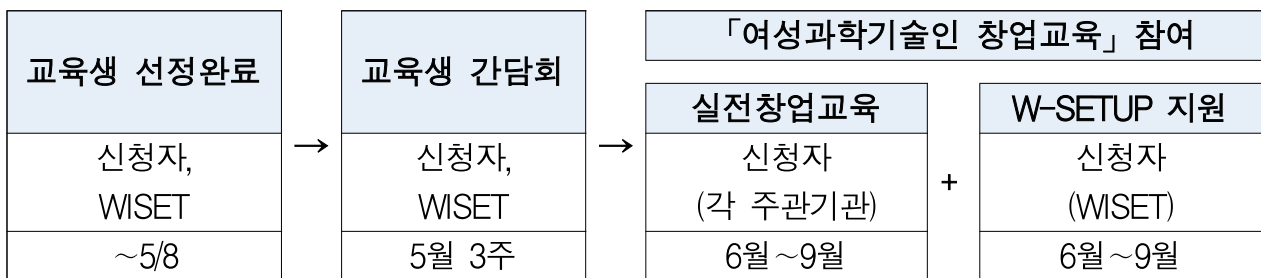 교육생 선정완료
신청자,
WISET
~5/8
→
교육생 간담회
신청자,
WISET
5월 3주
→
「여성과학기술인 창업교육」 참여
실전창업교육
신청자
(각 주관기관)
6월~9월
+
W-SETUP 지원
신청자
(WISET)
6월~9월